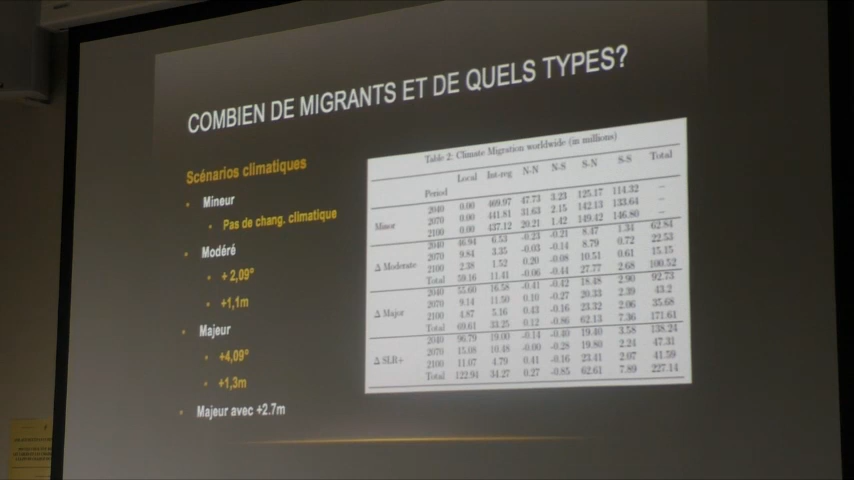 COMBIEN DE MIGRANTS ET DE QUELS TYPES?
Scénarios climatiques
• Mineur
• Pas de chang. climatique
• Modéré
• + 2,09°
• +1,1m
• Majeur
• +4,09°
• +1,3m
• Majeur avec +2.7m
Table 2: Climate Migration worldwide (in millions)
Period Local Int-reg N-N N-S S-N S-S Total
Minor
2040 0.00 469.97 47.73 3.23 125.17 114.32 –
2070 0.00 441.81 31.63 2.15 142.13 133.64 –
2100 0.00 437.12 20.21 1.42 149.42 146.80 –
Δ Moderate
2040 46.94 6.53 -0.23 -0.21 8.47 1.34 62.84
2070 9.84 3.35 -0.03 -0.14 8.79 0.72 22.53
2100 2.38 1.52 0.20 -0.08 10.51 0.61 15.15
Total 59.16 11.41 -0.06 -0.44 27.77 2.68 100.52
Δ Major
2040 55.60 16.58 -0.41 -0.42 18.48 2.90 92.73
2070 9.14 11.50 0.10 -0.27 20.33 2.39 43.2
2100 4.87 5.16 0.43 -0.16 23.32 2.06 35.68
Total 69.61 33.25 0.12 -0.86 62.13 7.36 171.61
Δ SLR+
2040 96.79 19.00 -0.14 -0.40 19.40 3.58 138.24
2070 15.08 10.48 -0.00 -0.28 19.80 2.24 47.31
2100 11.07 4.79 0.41 -0.16 23.41 2.07 41.59
Total 122.94 34.27 0.27 -0.85 62.61 7.89 227.14